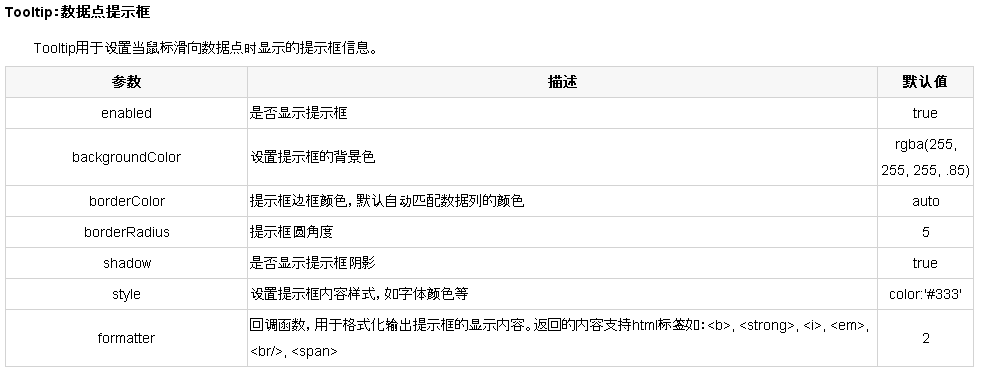 Tooltip:数据点提示框
Tooltip用于设置当鼠标滑向数据点时显示的提示框信息。
参数 描述 默认值
enabled 是否显示提示框 true
backgroundColor 设置提示框的背景色 rgba(255, 255, 255, .85)
borderColor 提示框边框颜色,默认自动匹配数据列的颜色 auto
borderRadius 提示框圆角度 5
shadow 是否显示提示框阴影 true
style 设置提示框内容样式,如字体颜色等 color:'#333'
formatter 回调函数,用于格式化输出提示框的显示内容。返回的内容支持html标签如:<b>, <strong>, <i>, <em>, <br/>, <span> 2